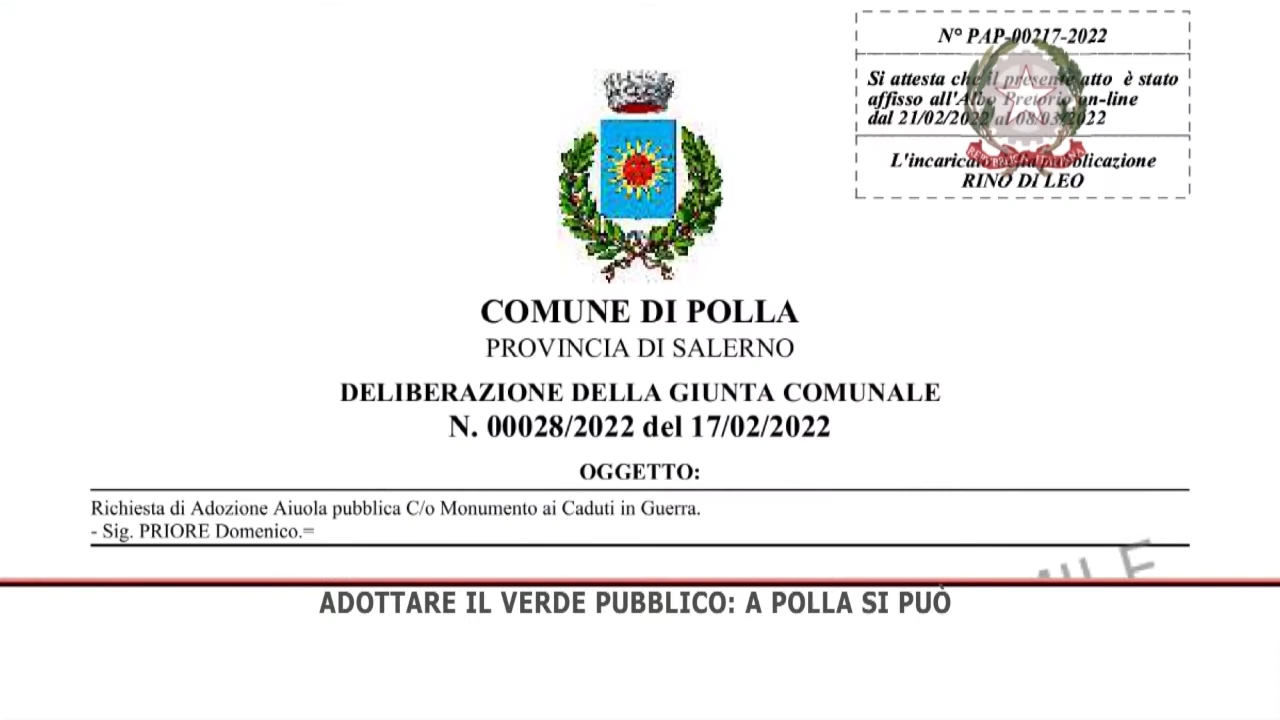 N° PAP-00217-2022
Si attesta che il presente atto è stato
affisso all'Albo Pretorio on-line
dal 21/02/2022 al 08/03/2022
L'incaricato della pubblicazione
RINO DI LEO
REPUBBLICA ITALIANA
COMUNE DI POLLA
PROVINCIA DI SALERNO
DELIBERAZIONE DELLA GIUNTA COMUNALE
N. 00028/2022 del 17/02/2022
OGGETTO:
Richiesta di Adozione Aiuola pubblica C/o Monumento ai Caduti in Guerra.
- Sig. PRIORE Domenico.=
ADOTTARE IL VERDE PUBBLICO: A POLLA SI PUÒ